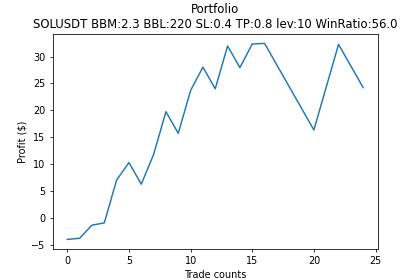 Portfolio
SOLUSDT BBM:2.3 BBL:220 SL:0.4 TP:0.8 lev:10 WinRatio:56.0
Profit ($)
30
25
20
15
10
5
0
−5
0 5 10 15 20 25
Trade counts